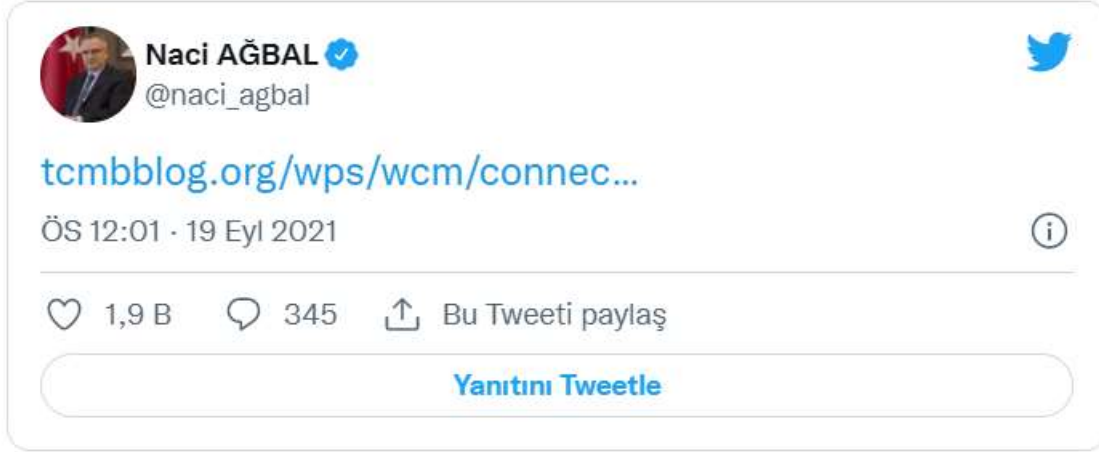 Naci AĞBAL
@naci_agbal
tcmbblog.org/wps/wcm/connec...
ÖS 12:01 · 19 Eyl 2021
1,9 B 345 Bu Tweeti paylaş
Yanıtını Tweetle